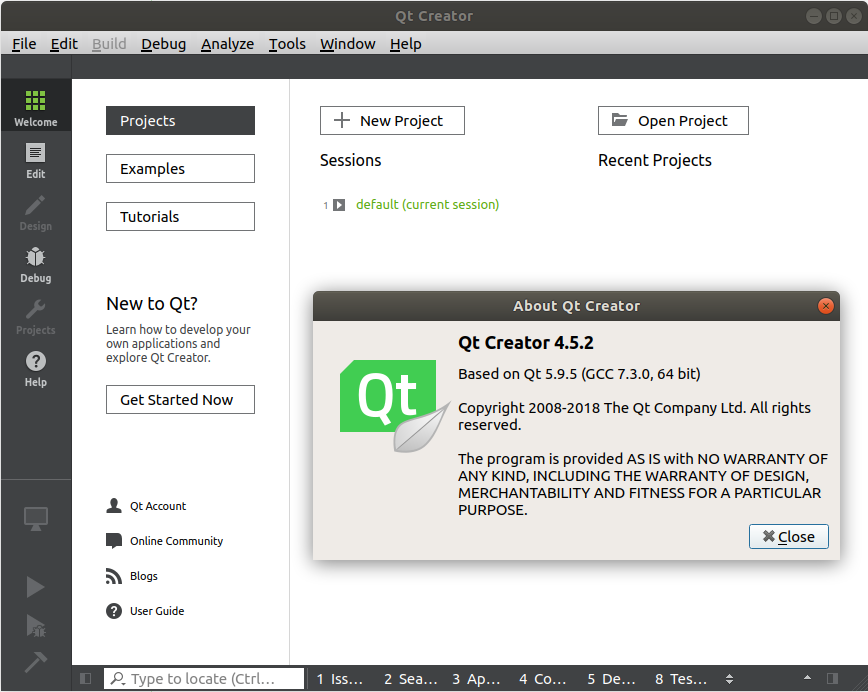 Qt Creator
File Edit Build Debug Analyze Tools Window Help
Welcome
Edit
Design
Debug
Projects
Help
Projects
Examples
Tutorials
New to Qt?
Learn how to develop your
own applications and
explore Qt Creator.
Get Started Now
Qt Account
Online Community
Blogs
User Guide
New Project
Open Project
Sessions
Recent Projects
1 default (current session)
About Qt Creator
Qt
Qt Creator 4.5.2
Based on Qt 5.9.5 (GCC 7.3.0, 64 bit)
Copyright 2008-2018 The Qt Company Ltd. All rights
reserved.
The program is provided AS IS with NO WARRANTY OF
ANY KIND, INCLUDING THE WARRANTY OF DESIGN,
MERCHANTABILITY AND FITNESS FOR A PARTICULAR
PURPOSE.
Close
Type to locate (Ctrl... 1 Iss... 2 Sea... 3 Ap... 4 Co... 5 De... 8 Tes...